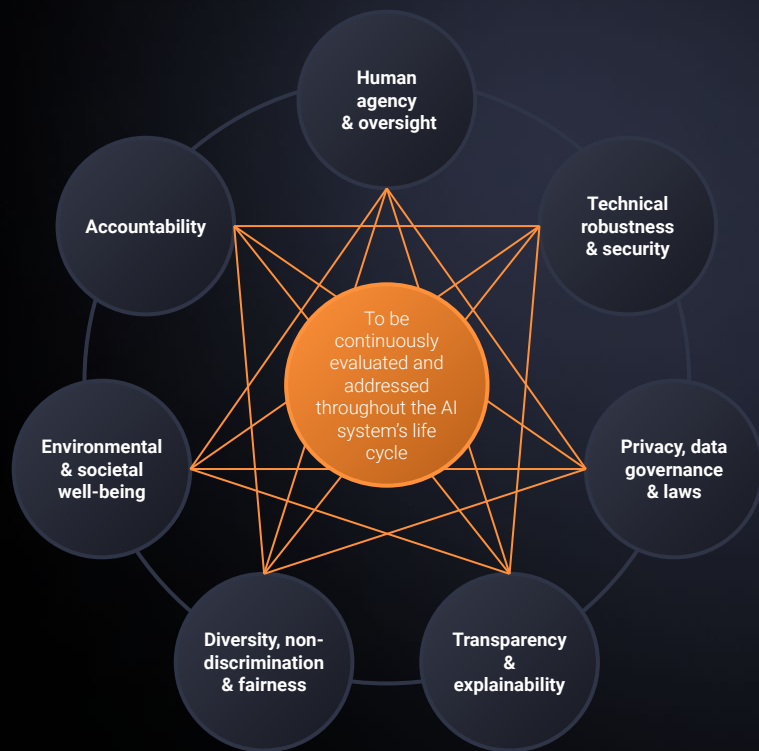 Human
agency
& oversight
Technical
robustness
& security
Privacy, data
governance
& laws
Transparency
&
explainability
Diversity, non-
discrimination
& fairness
Environmental
& societal
well-being
Accountability
To be
continuously
evaluated and
addressed
throughout the AI
system's life
cycle